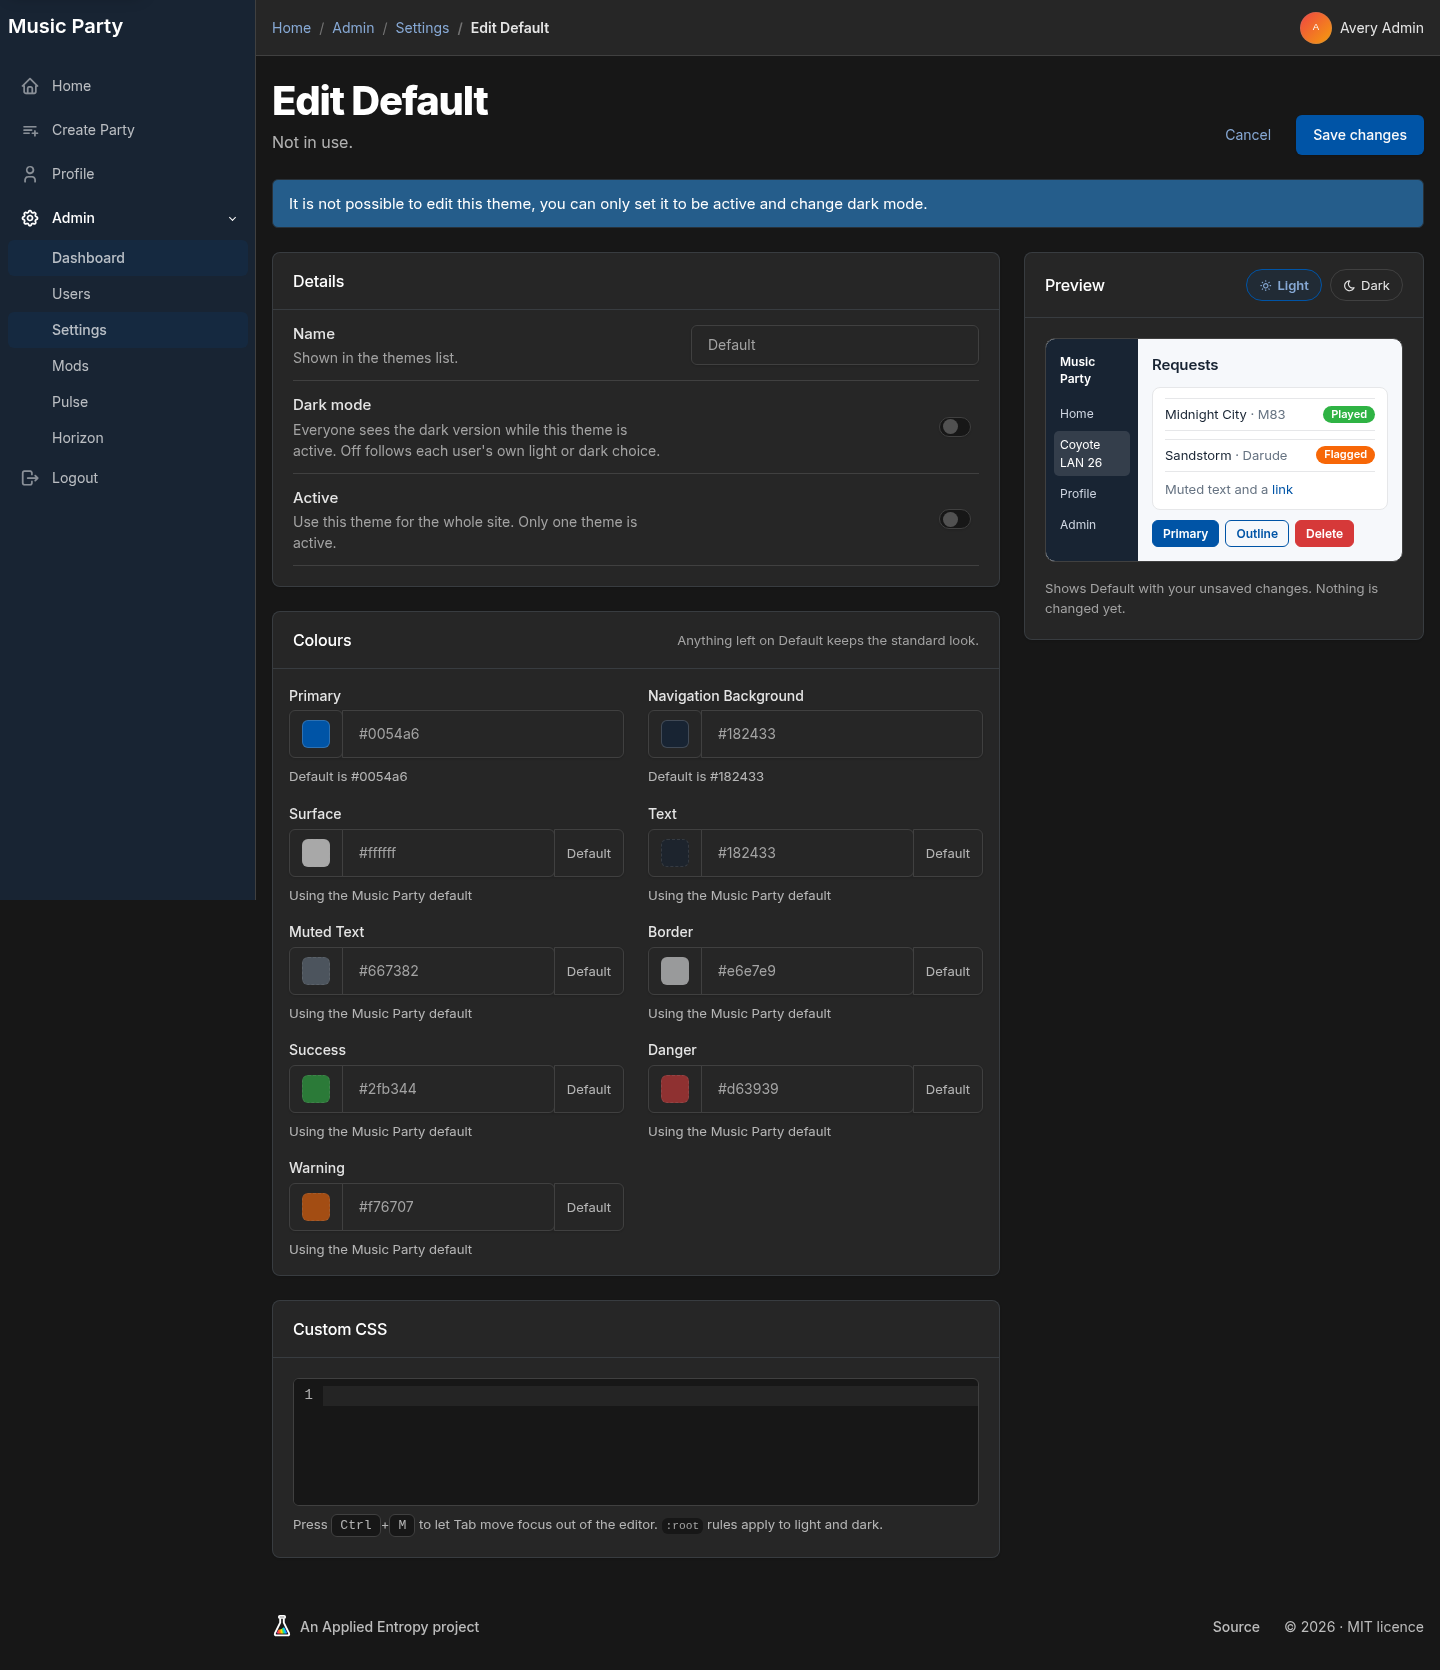 Music Party
Home
Create Party
Profile
Admin
Dashboard
Users
Settings
Mods
Pulse
Horizon
Logout
Home / Admin / Settings / Edit Default
A Avery Admin
Edit Default
Not in use.
Cancel
Save changes
It is not possible to edit this theme, you can only set it to be active and change dark mode.
Details
Name
Shown in the themes list.
Default
Dark mode
Everyone sees the dark version while this theme is
active. Off follows each user's own light or dark choice.
Active
Use this theme for the whole site. Only one theme is
active.
Preview
Light
Dark
Music
Party
Home
Coyote
LAN 26
Profile
Admin
Requests
Midnight City · M83
Played
Sandstorm · Darude
Flagged
Muted text and a link
Primary
Outline
Delete
Shows Default with your unsaved changes. Nothing is
changed yet.
Colours
Anything left on Default keeps the standard look.
Primary
#0054a6
Default is #0054a6
Navigation Background
#182433
Default is #182433
Surface
#ffffff
Default
Using the Music Party default
Text
#182433
Default
Using the Music Party default
Muted Text
#667382
Default
Using the Music Party default
Border
#e6e7e9
Default
Using the Music Party default
Success
#2fb344
Default
Using the Music Party default
Danger
#d63939
Default
Using the Music Party default
Warning
#f76707
Default
Using the Music Party default
Custom CSS
1
Press Ctrl+M to let Tab move focus out of the editor. :root rules apply to light and dark.
An Applied Entropy project
Source
© 2026 · MIT licence